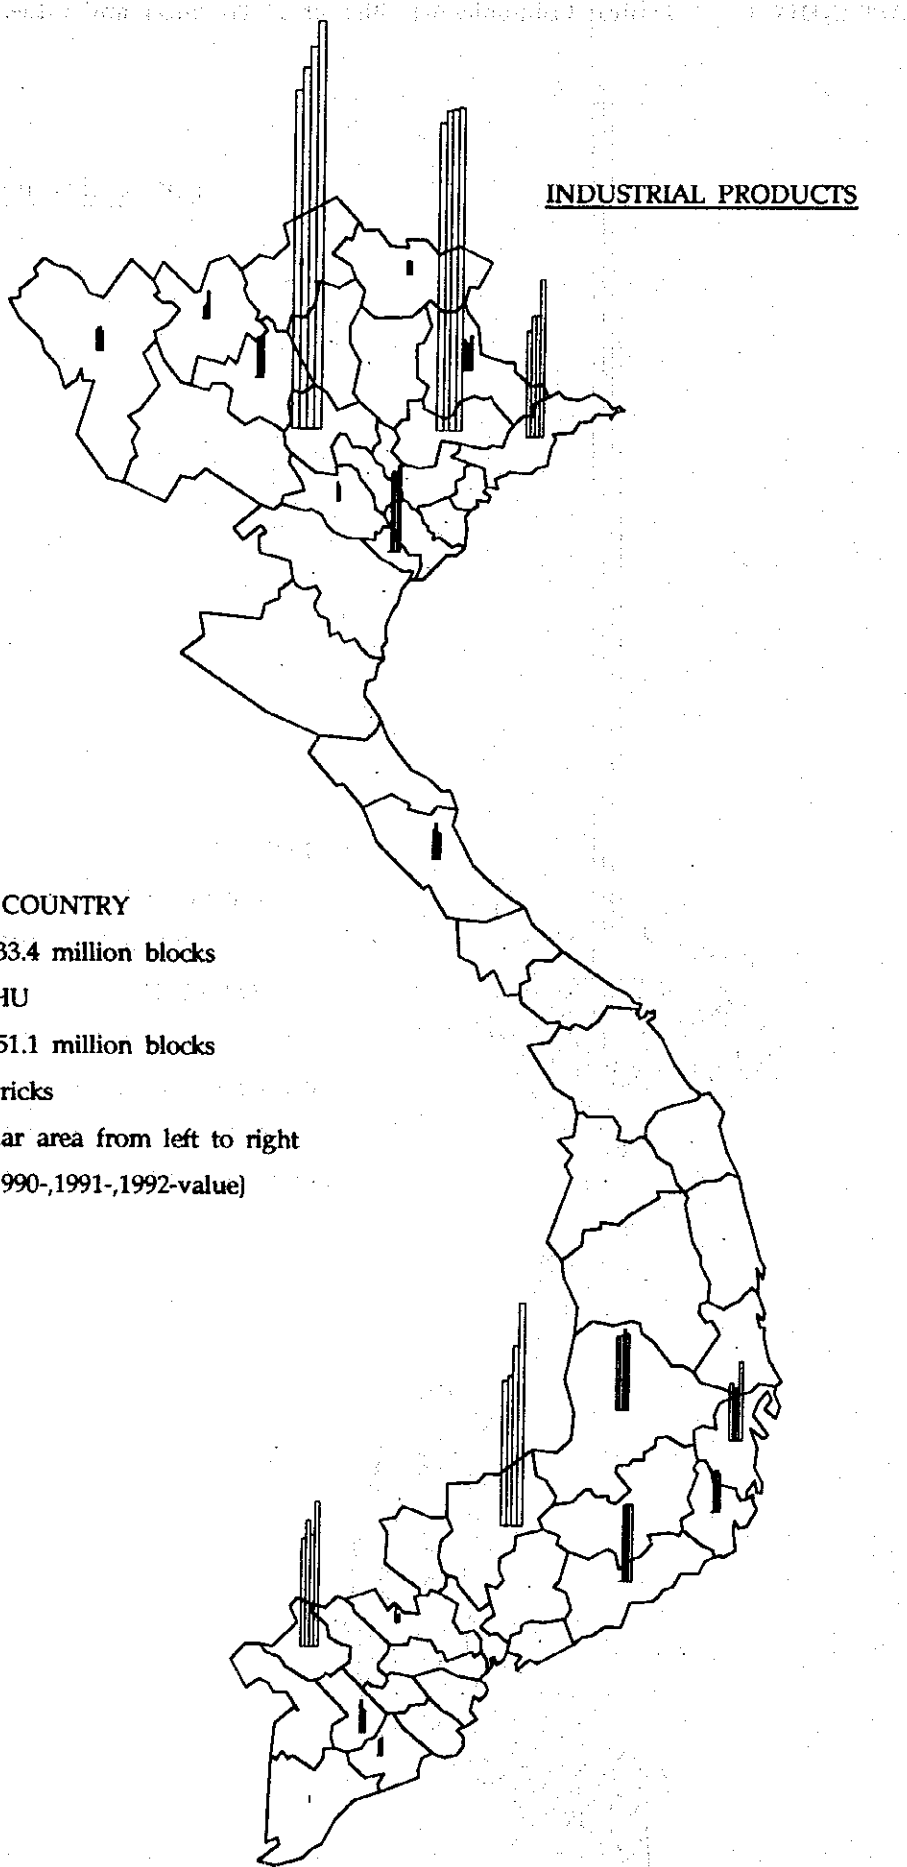 INDUSTRIAL PRODUCTS
COUNTRY
33.4 million blocks
HU
51.1 million blocks
ricks
ar area from left to right
990-,1991-,1992-value]